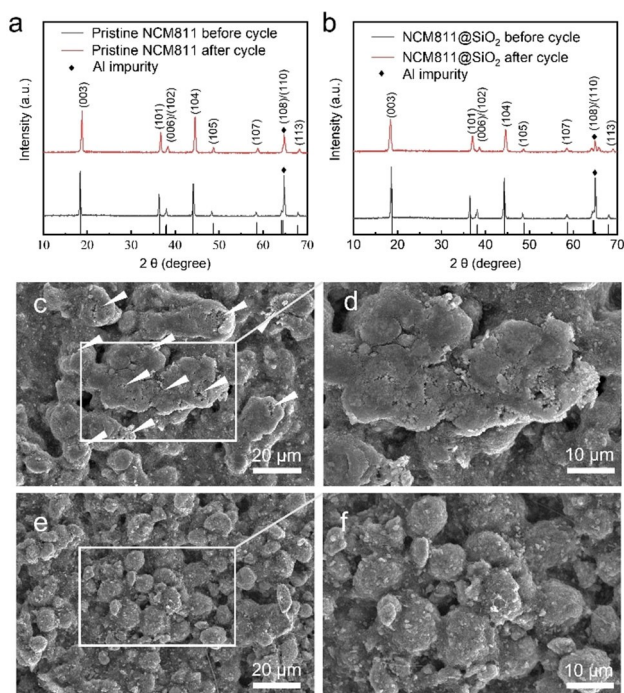 a
Pristine NCM811 before cycle
Pristine NCM811 after cycle
Al impurity
Intensity (a.u.)
(003)
(101)
(006)/(102)
(104)
(105)
(107)
(108)/(110)
(113)
10 20 30 40 50 60 70
2 θ (degree)
b
NCM811@SiO₂ before cycle
NCM811@SiO₂ after cycle
Al impurity
Intensity (a.u.)
(003)
(101)
(006)/(102)
(104)
(105)
(107)
(108)/(110)
(113)
10 20 30 40 50 60 70
2 θ (degree)
c
20 μm
d
10 μm
e
20 μm
f
10 μm